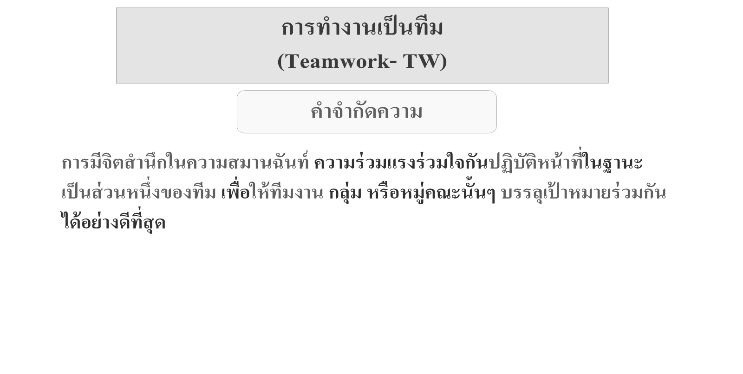 การทำงานเป็นทีม
(Teamwork- TW)
คำจำกัดความ
การมีจิตสำนึกในความสมานฉันท์ ความร่วมแรงร่วมใจกันปฏิบัติหน้าที่ในฐานะ
เป็นส่วนหนึ่งของทีม เพื่อให้ทีมงาน กลุ่ม หรือหมู่คณะนั้นๆ บรรลุเป้าหมายร่วมกัน
ได้อย่างดีที่สุด